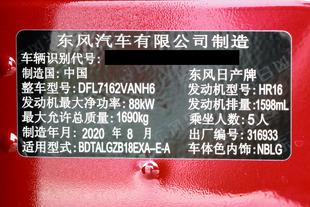 东风汽车有限公司制造
车辆识别代号:
制造国: 中国 东风日产牌
整车型号: DFL7162VANH6 发动机型号: HR16
发动机最大净功率: 88kW 发动机排量: 1598mL
最大允许总质量: 1690kg 乘坐人数: 5人
制造年月: 2020 年 8 月 出厂编号: 316933
适用型式: BDTALGZB18EXA-E-A 车体色内饰: NBLG